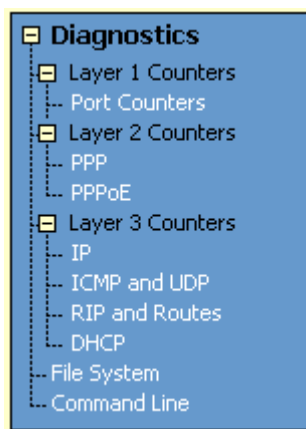 Diagnostics
Layer 1 Counters
Port Counters
Layer 2 Counters
PPP
PPPoE
Layer 3 Counters
IP
ICMP and UDP
RIP and Routes
DHCP
File System
Command Line